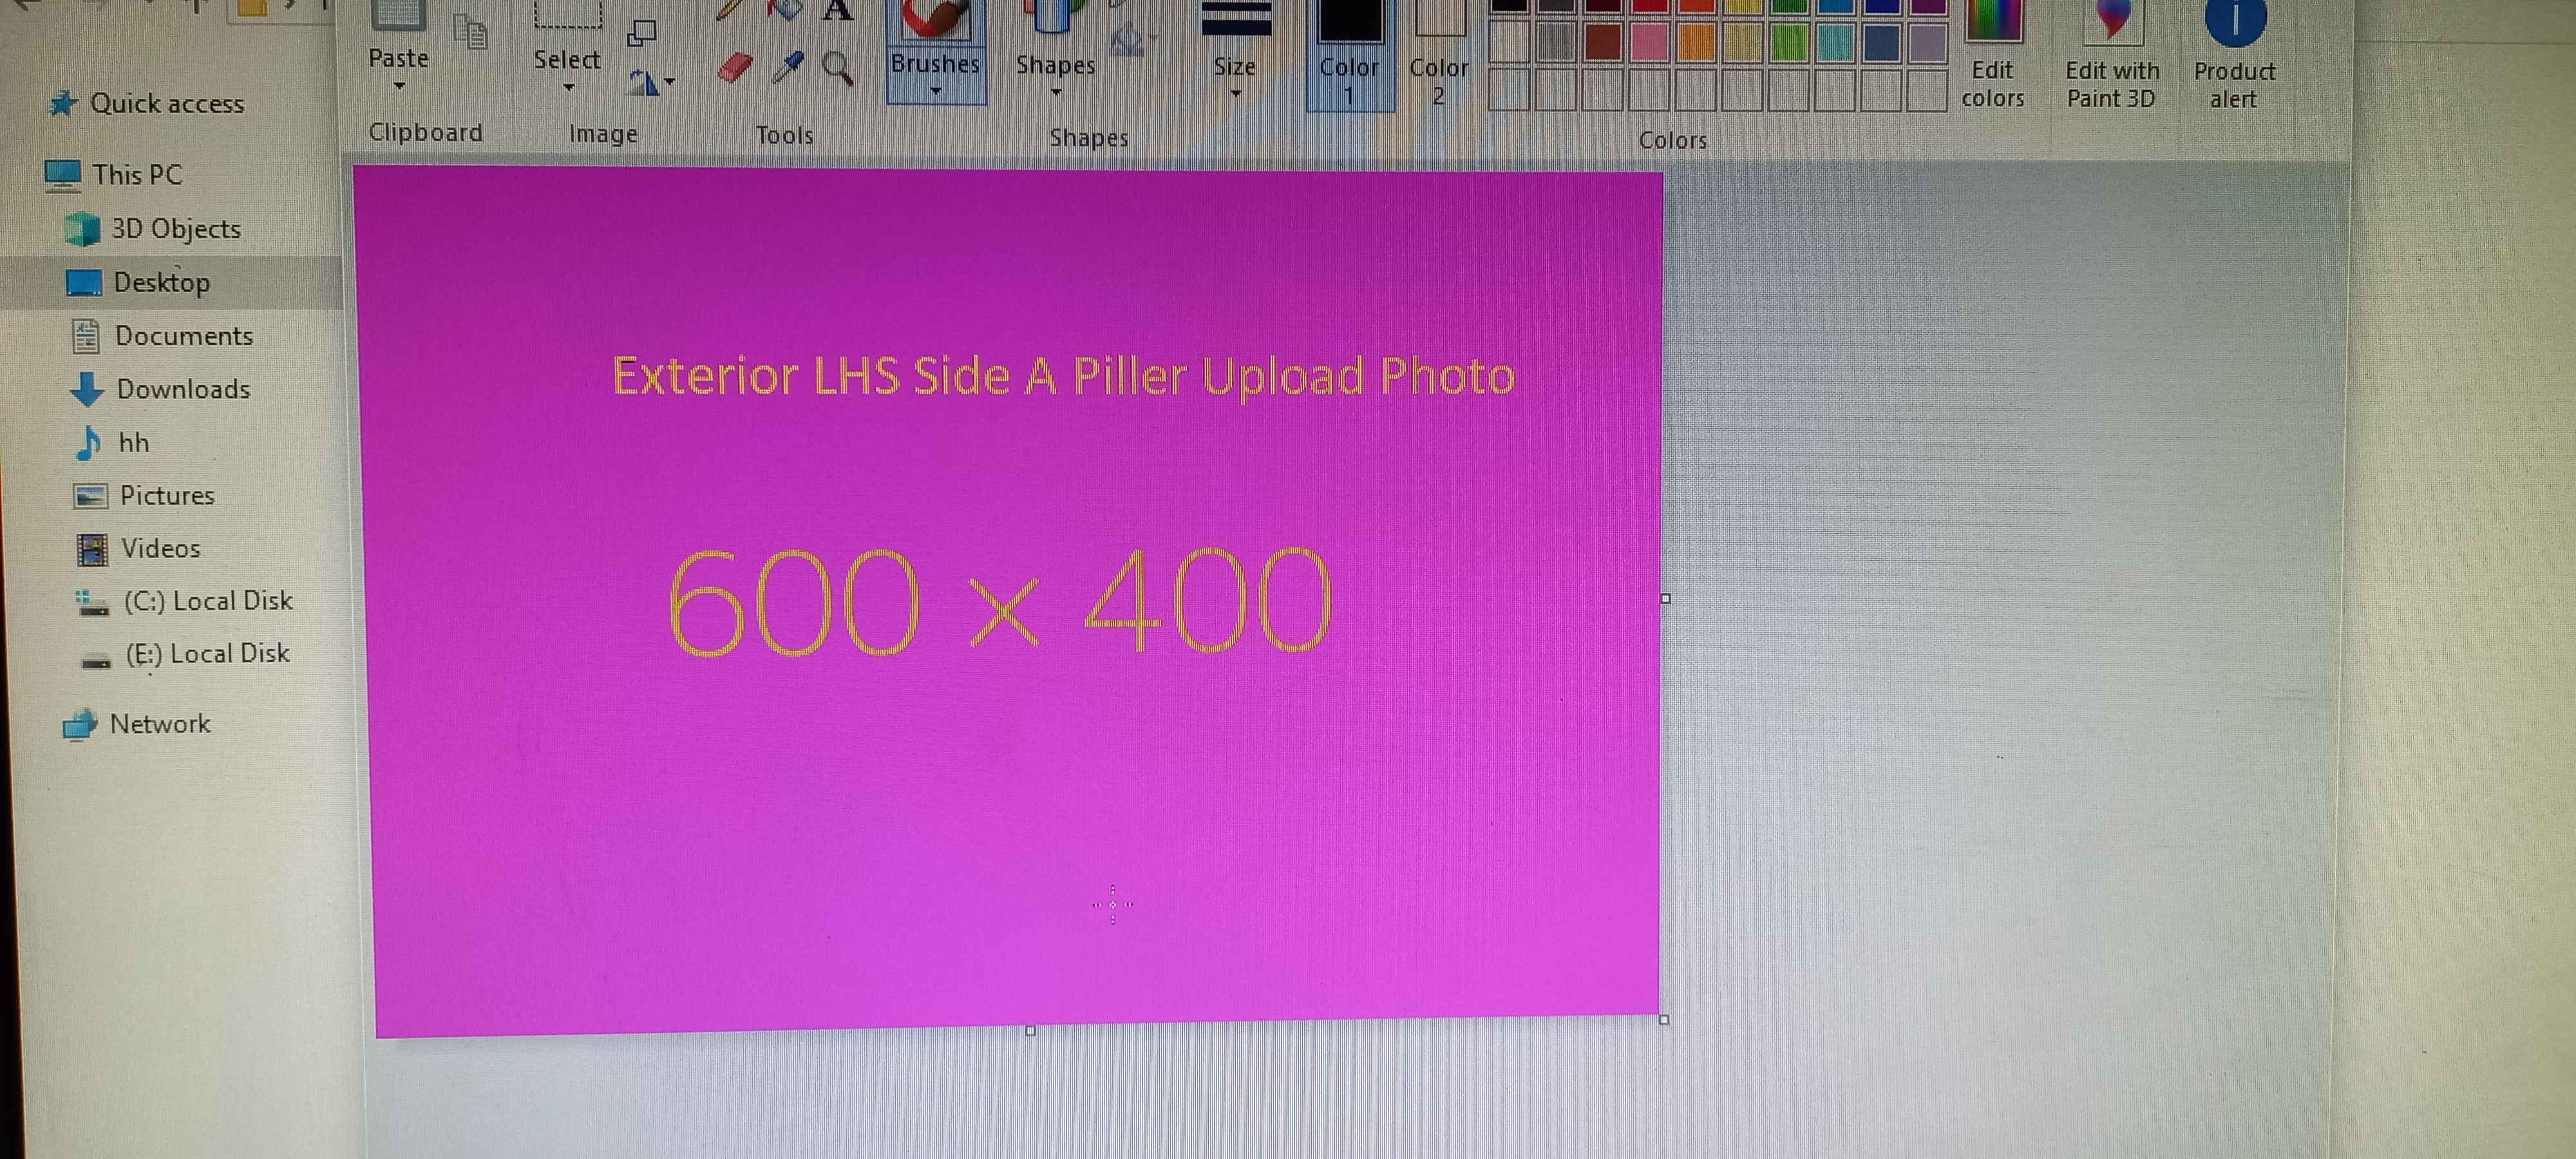 Paste
Select
Brushes
Shapes
Size
Color 1
Color 2
Edit colors
Edit with Paint 3D
Product alert
Clipboard
Image
Tools
Shapes
Colors
Quick access
This PC
3D Objects
Desktop
Documents
Downloads
hh
Pictures
Videos
(C:) Local Disk
(E:) Local Disk
Network
Exterior LHS Side A Piller Upload Photo
600 × 400